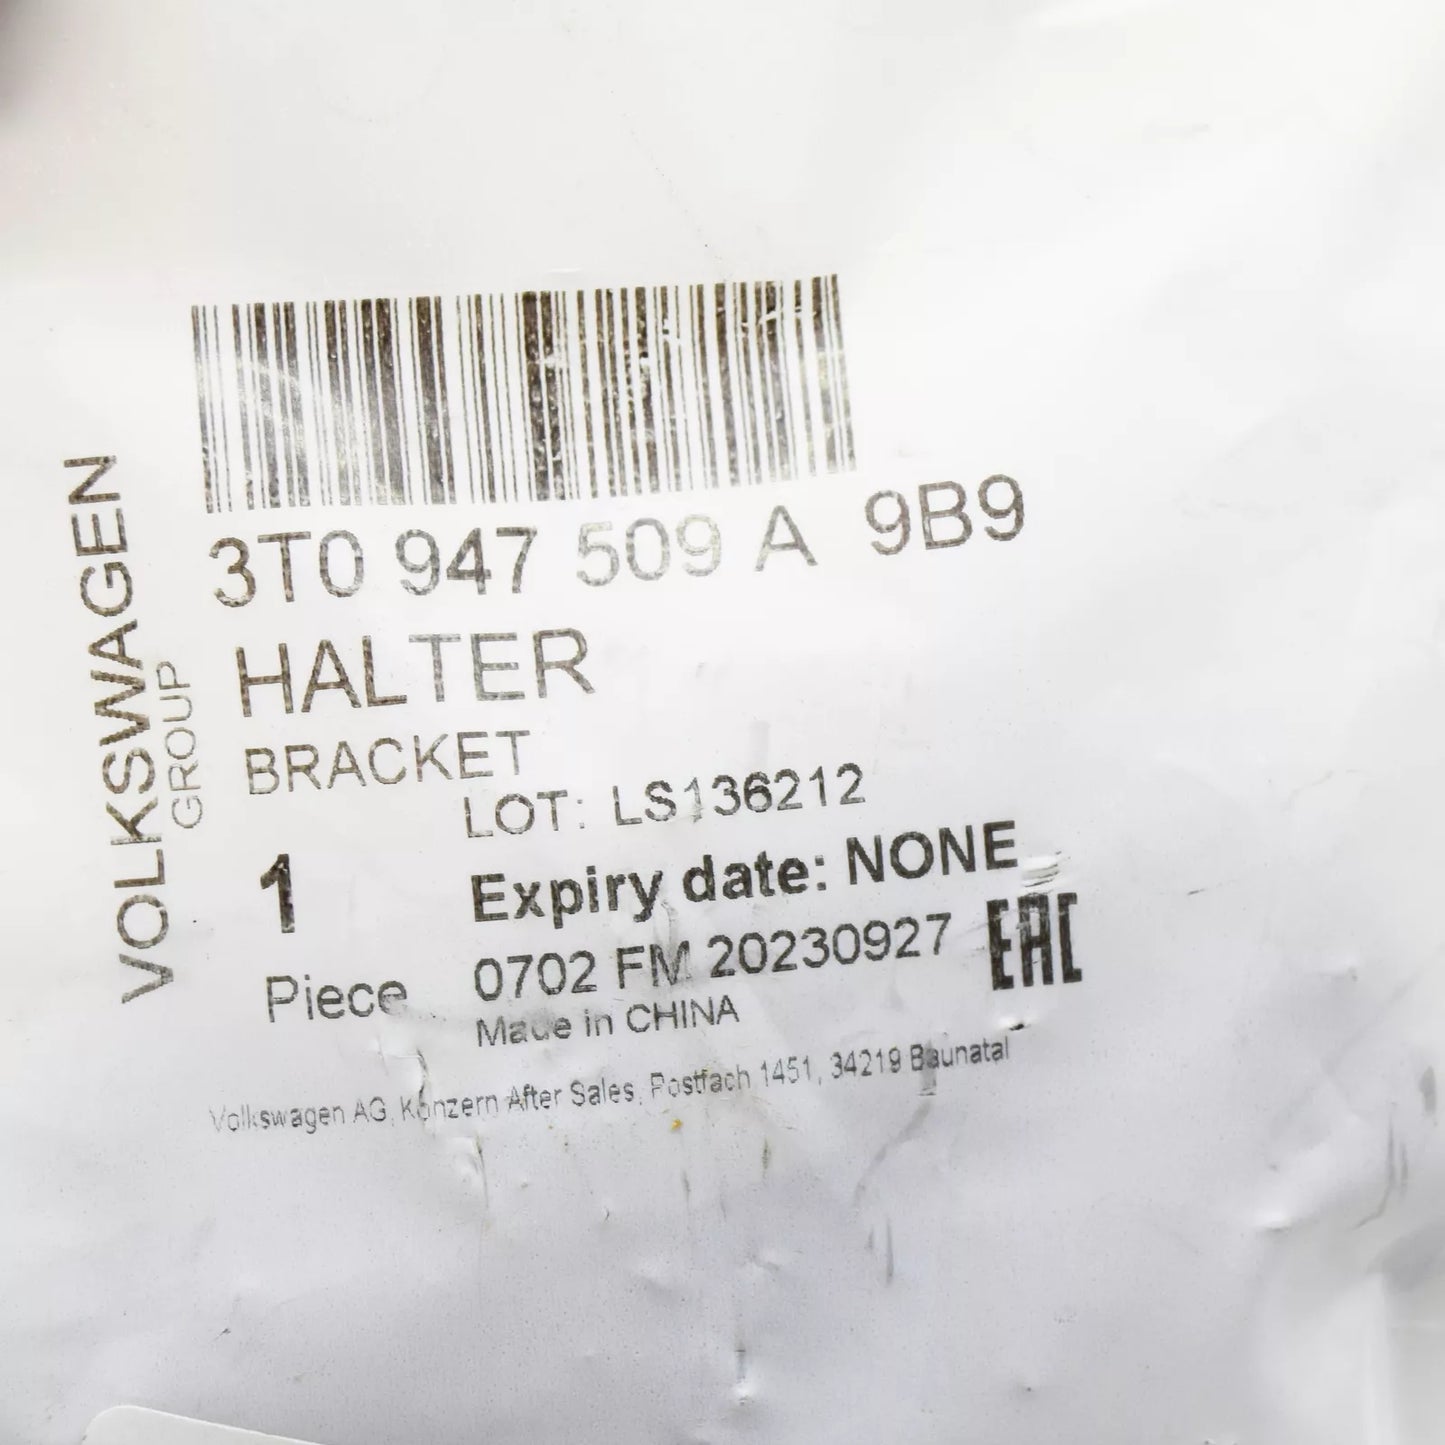 VOLKSWAGEN
GROUP
3T0 947 509 A 9B9
HALTER
BRACKET
LOT: LS136212
1
Expiry date: NONE
Piece
0702 FM 20230927
EAC
Made in CHINA
Volkswagen AG, Konzern After Sales, Postfach 1451, 34219 Baunatal